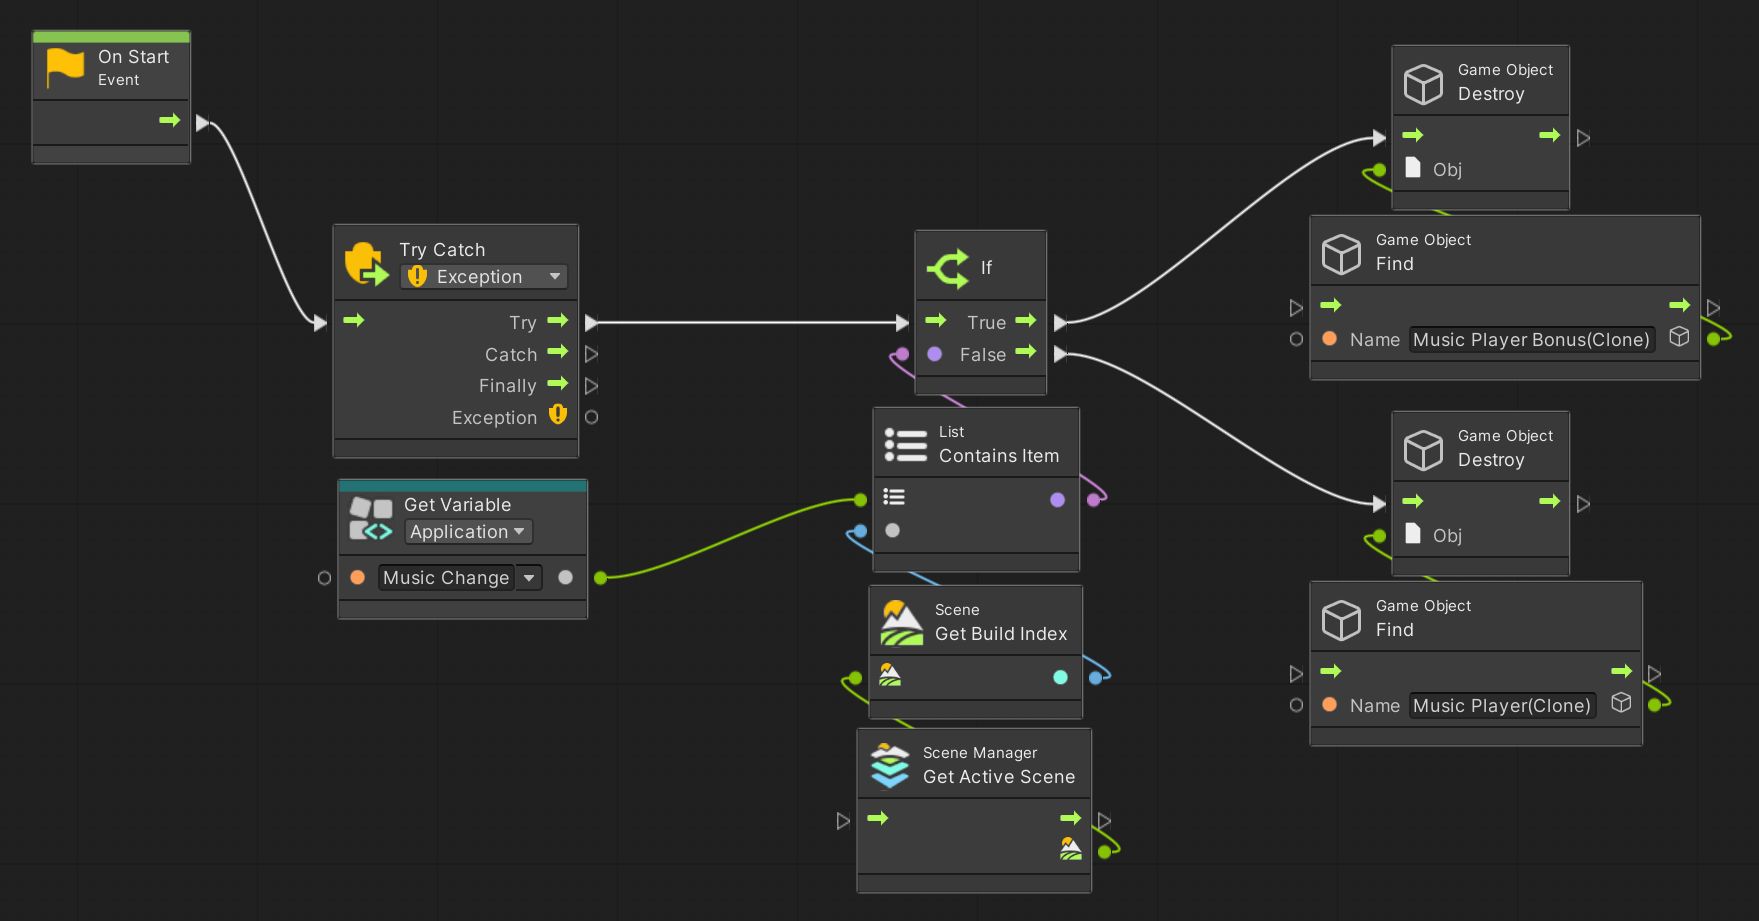 On Start
Event
Try Catch
Exception
Try
Catch
Finally
Exception
Get Variable
Application
Music Change
If
True
False
List
Contains Item
Scene
Get Build Index
Scene Manager
Get Active Scene
Game Object
Destroy
Obj
Game Object
Find
Name Music Player Bonus(Clone)
Game Object
Destroy
Obj
Game Object
Find
Name Music Player(Clone)